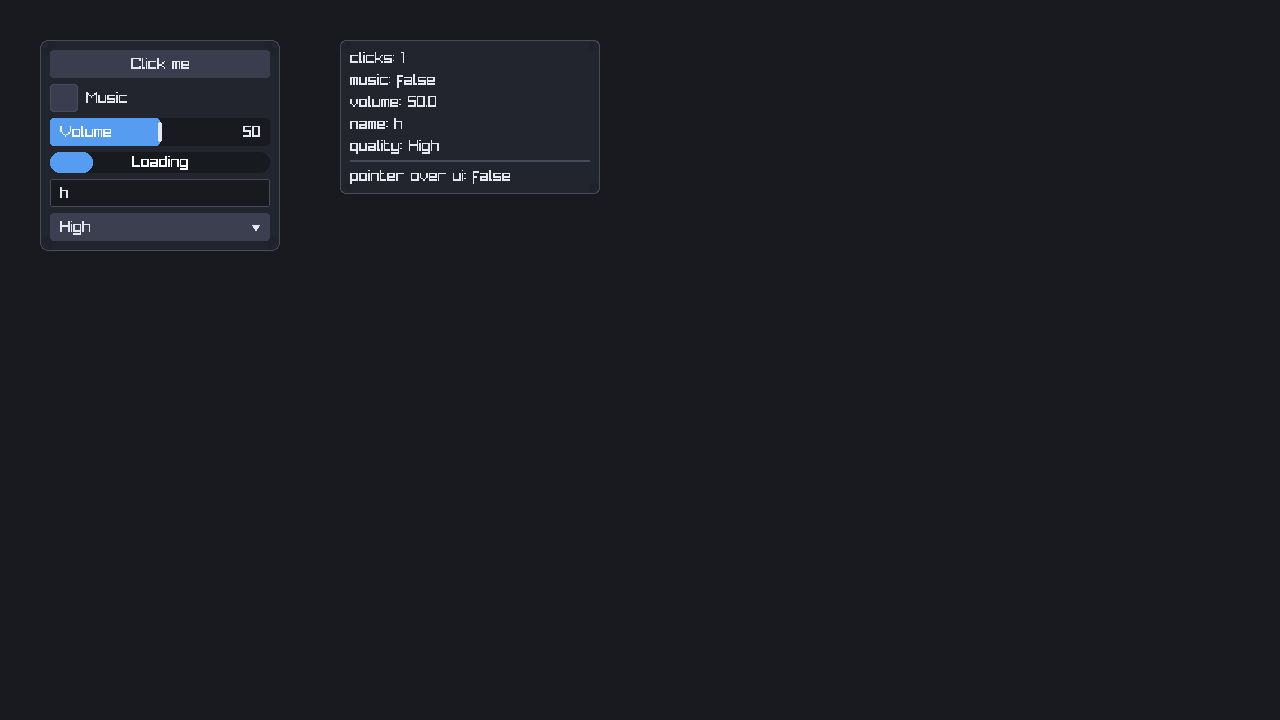 Click me
Music
Volume 50
Loading
h
High
clicks: 1
music: False
volume: 50.0
name: h
quality: High
pointer over ui: False